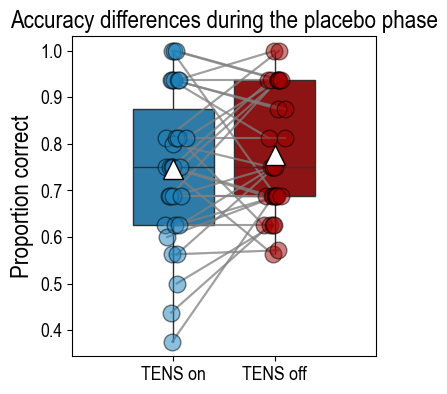 Accuracy differences during the placebo phase
Proportion correct
1.0
0.9
0.8
0.7
0.6
0.5
0.4
TENS on
TENS off